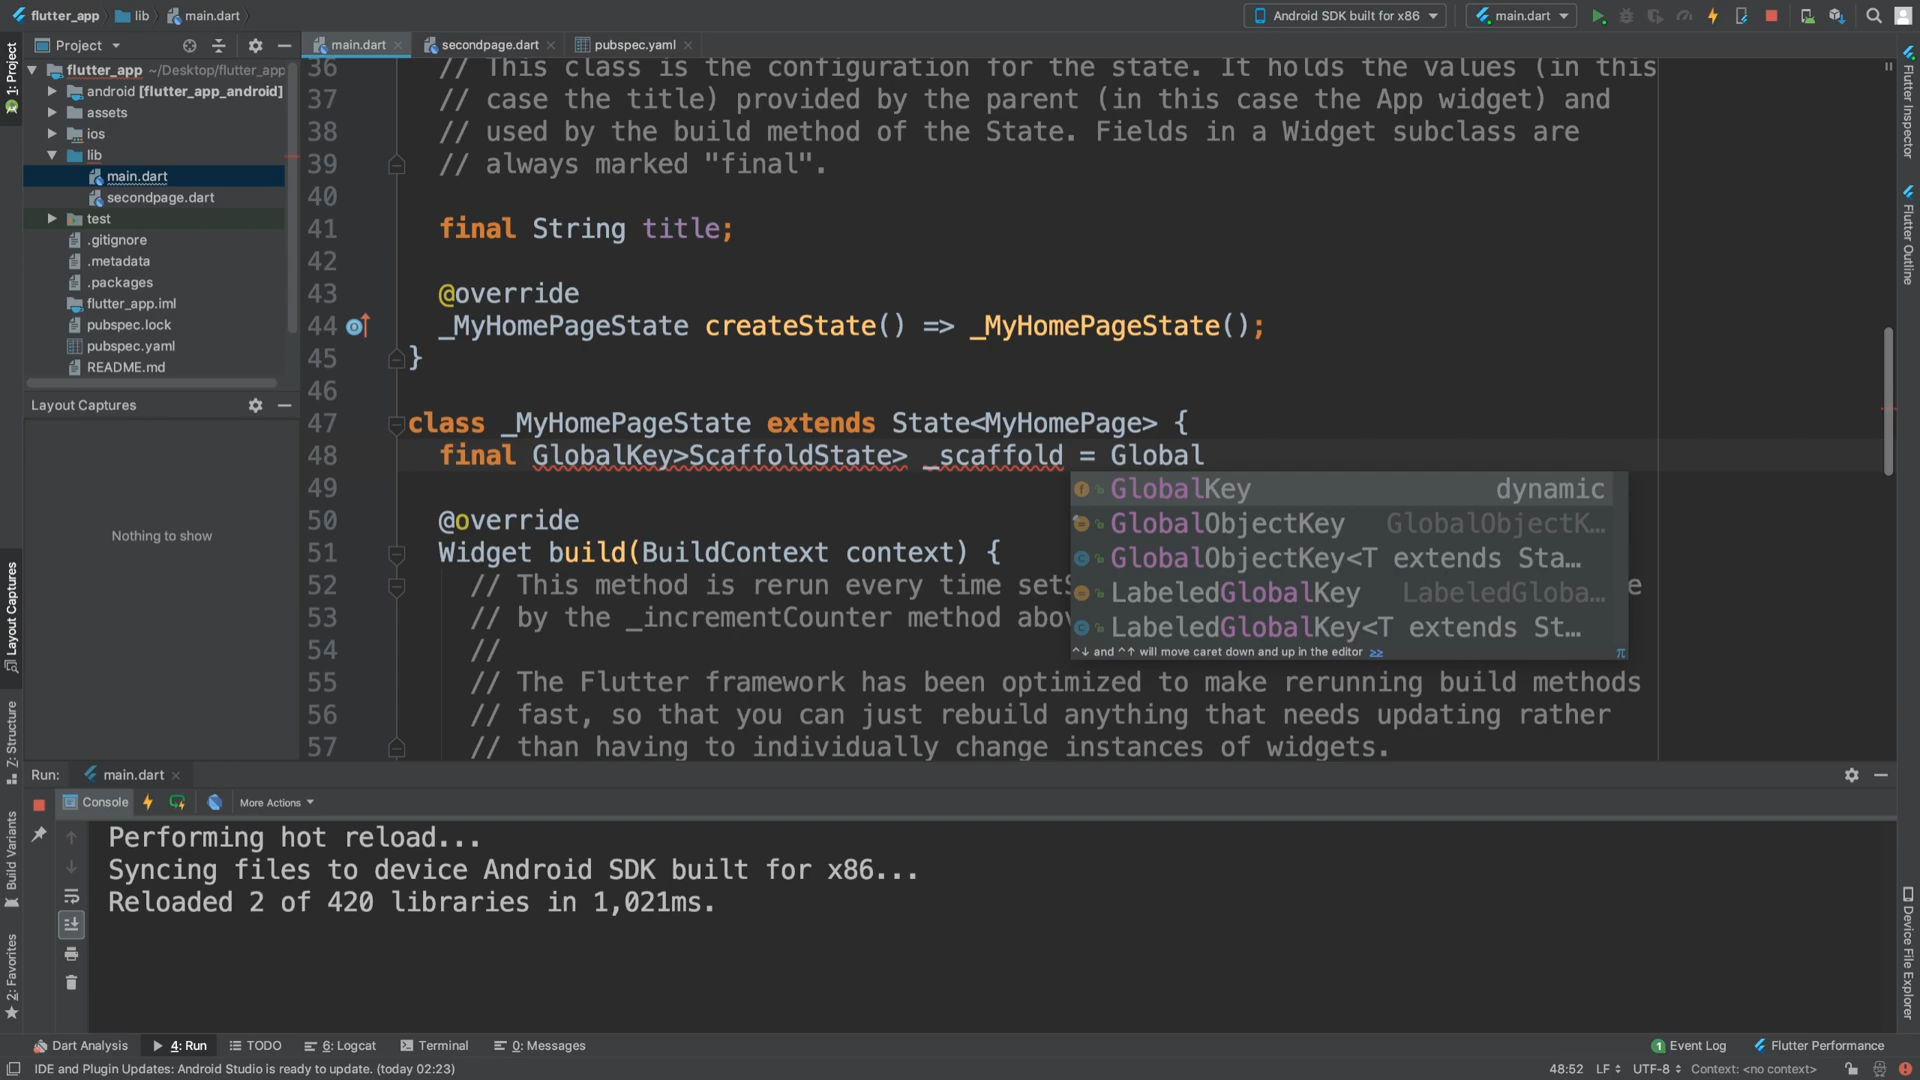 flutter_app
lib
main.dart
Android SDK built for x86
main.dart
Project
main.dart
secondpage.dart
pubspec.yaml
1: Project
flutter_app ~/Desktop/flutter_app
android [flutter_app_android]
assets
ios
lib
main.dart
secondpage.dart
test
.gitignore
.metadata
.packages
flutter_app.iml
pubspec.lock
pubspec.yaml
README.md
Layout Captures
Nothing to show
Layout Captures
Z: Structure
Build Variants
2: Favorites
36 // This class is the configuration for the state. It holds the values (in this
37 // case the title) provided by the parent (in this case the App widget) and
38 // used by the build method of the State. Fields in a Widget subclass are
39 // always marked "final".
40
41 final String title;
42
43 @override
44 _MyHomePageState createState() => _MyHomePageState();
45 }
46
47 class _MyHomePageState extends State<MyHomePage> {
48 final GlobalKey>ScaffoldState> _scaffold = Global
49
50 @override
51 Widget build(BuildContext context) {
52 // This method is rerun every time set e
53 // by the _incrementCounter method
54 //
55 // The Flutter framework has been optimized to make rerunning build methods
56 // fast, so that you can just rebuild anything that needs updating rather
57 // than having to individually change instances of widgets.
GlobalKey dynamic
GlobalObjectKey GlobalObjectK…
GlobalObjectKey<T extends Sta…
LabeledGlobalKey LabeledGloba…
LabeledGlobalKey<T extends St…
^↓ and ^↑ will move caret down and up in the editor >>
π
Flutter Inspector
Flutter Outline
Device File Explorer
Run: main.dart
Console
More Actions
Performing hot reload...
Syncing files to device Android SDK built for x86...
Reloaded 2 of 420 libraries in 1,021ms.
Dart Analysis
4: Run
TODO
6: Logcat
Terminal
0: Messages
1 Event Log
Flutter Performance
IDE and Plugin Updates: Android Studio is ready to update. (today 02:23)
48:52 LF UTF-8 Context: <no context>